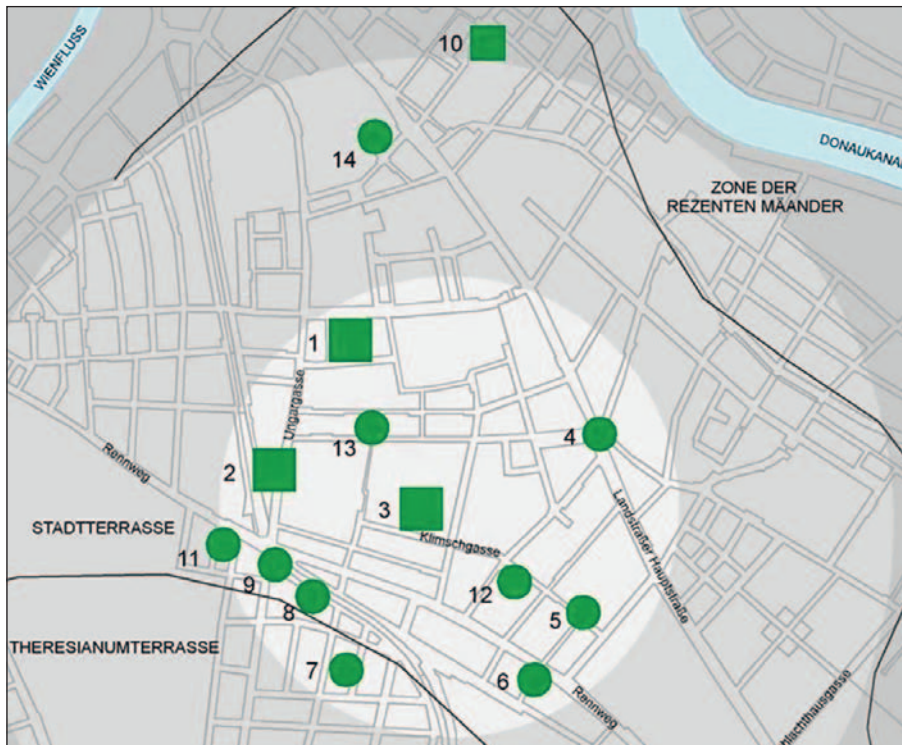 WIENFLUSS
10
14
DONAUKANAL
ZONE DER
REZENTEN MÄANDER
1
Ungargasse
13
4
2
Rennweg
3
STADTTERRASSE
Klimschgasse
Landstraßer Hauptstraße
11
9
8
12
5
THERESIANUMTERRASSE
7
6
Rennweg
chlachthausgasse